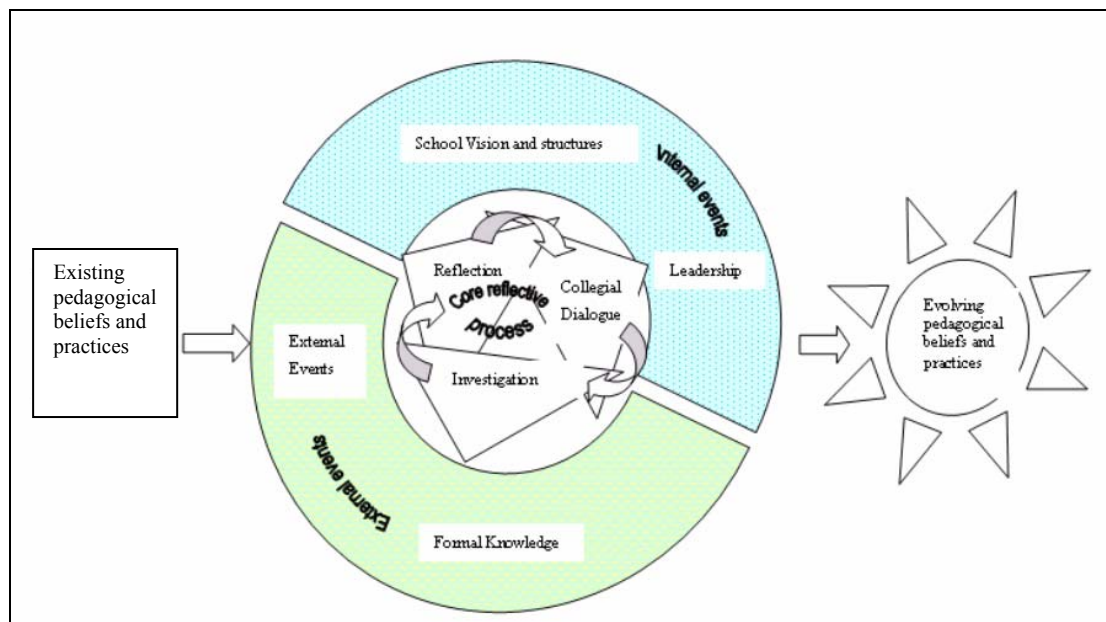 School Vision and structures
Internal events
Leadership
Existing
pedagogical
beliefs and
practices
Reflection
Core reflective
process
Collegial
Dialogue
Investigation
External
Events
External events
Formal Knowledge
Evolving
pedagogical
beliefs and
practices